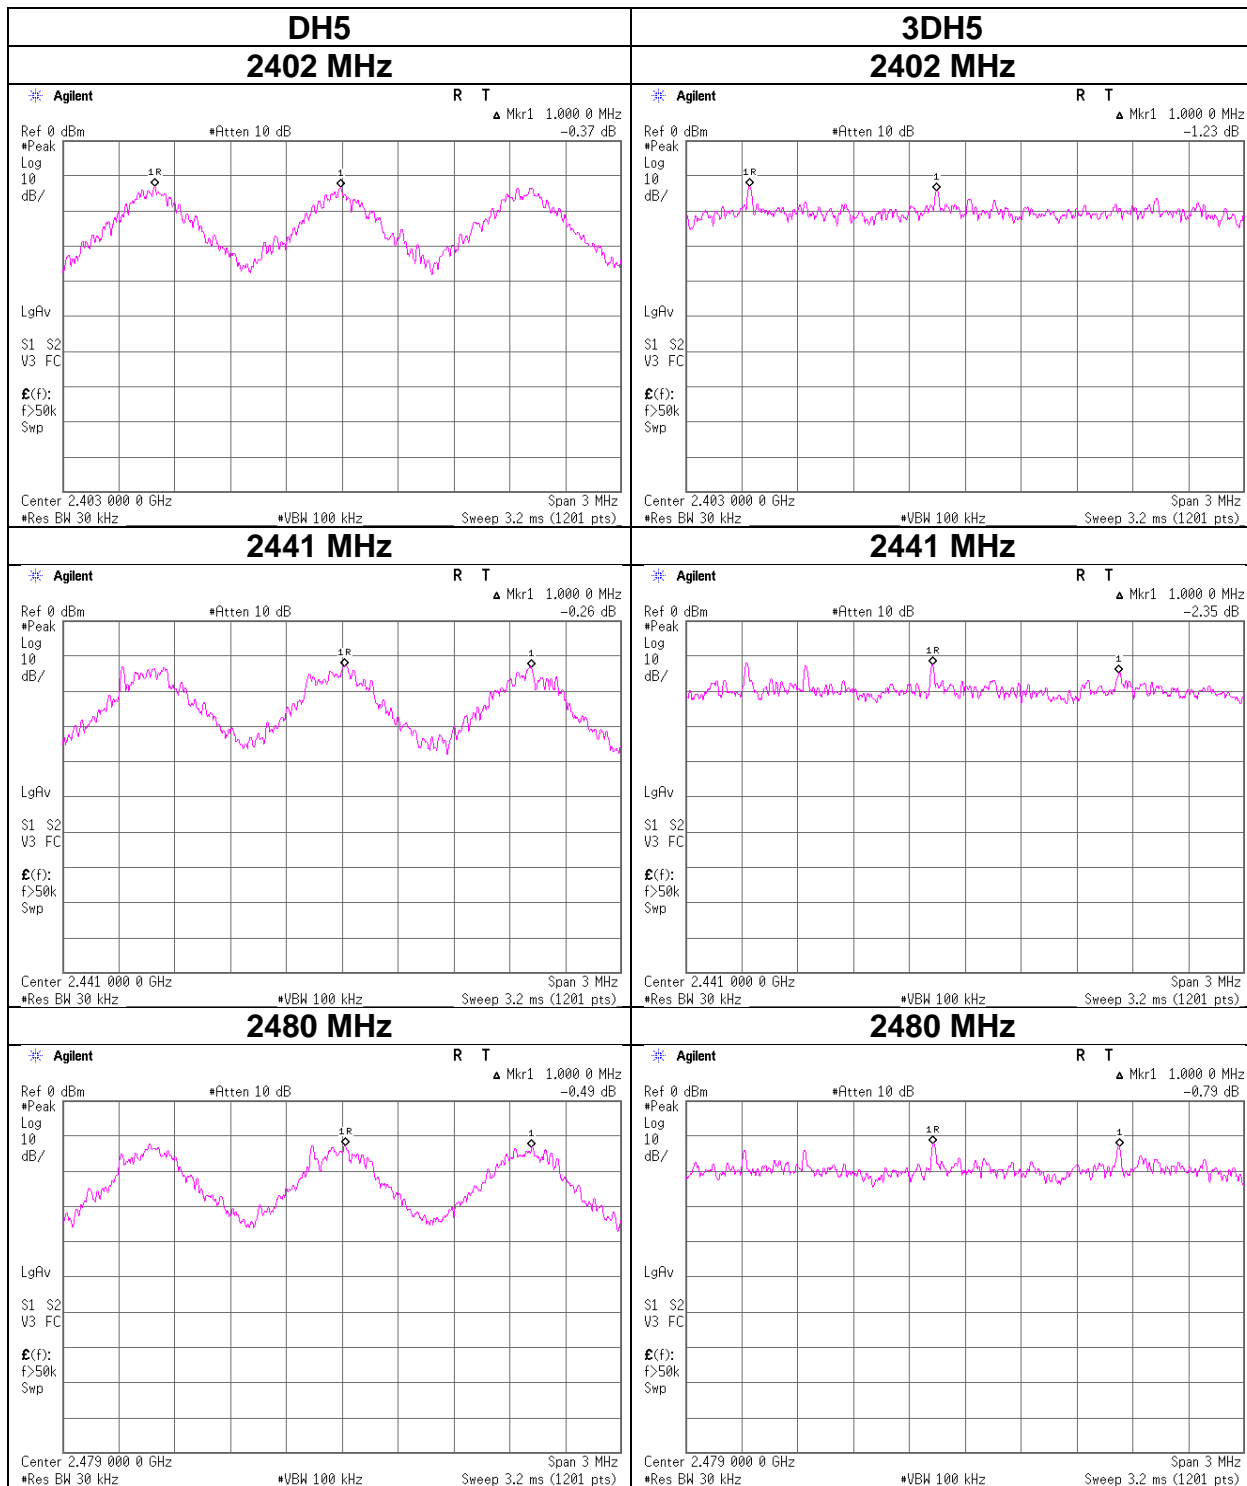 DH5 3DH5
2402 MHz 2402 MHz
Agilent R T
Δ Mkr1 1.000 0 MHz
Ref 0 dBm #Atten 10 dB -0.37 dB
#Peak
Log
10
dB/
1R 1
LgAv
S1 S2
V3 FC
£(f):
f>50k
Swp
Center 2.403 000 0 GHz Span 3 MHz
#Res BW 30 kHz #VBW 100 kHz Sweep 3.2 ms (1201 pts)
Agilent R T
Δ Mkr1 1.000 0 MHz
Ref 0 dBm #Atten 10 dB -1.23 dB
#Peak
Log
10
dB/
1R 1
LgAv
S1 S2
V3 FC
£(f):
f>50k
Swp
Center 2.403 000 0 GHz Span 3 MHz
#Res BW 30 kHz #VBW 100 kHz Sweep 3.2 ms (1201 pts)
2441 MHz 2441 MHz
Agilent R T
Δ Mkr1 1.000 0 MHz
Ref 0 dBm #Atten 10 dB -0.26 dB
#Peak
Log
10
dB/
1R 1
LgAv
S1 S2
V3 FC
£(f):
f>50k
Swp
Center 2.441 000 0 GHz Span 3 MHz
#Res BW 30 kHz #VBW 100 kHz Sweep 3.2 ms (1201 pts)
Agilent R T
Δ Mkr1 1.000 0 MHz
Ref 0 dBm #Atten 10 dB -2.35 dB
#Peak
Log
10
dB/
1R 1
LgAv
S1 S2
V3 FC
£(f):
f>50k
Swp
Center 2.441 000 0 GHz Span 3 MHz
#Res BW 30 kHz #VBW 100 kHz Sweep 3.2 ms (1201 pts)
2480 MHz 2480 MHz
Agilent R T
Δ Mkr1 1.000 0 MHz
Ref 0 dBm #Atten 10 dB -0.49 dB
#Peak
Log
10
dB/
1R 1
LgAv
S1 S2
V3 FC
£(f):
f>50k
Swp
Center 2.479 000 0 GHz Span 3 MHz
#Res BW 30 kHz #VBW 100 kHz Sweep 3.2 ms (1201 pts)
Agilent R T
Δ Mkr1 1.000 0 MHz
Ref 0 dBm #Atten 10 dB -0.79 dB
#Peak
Log
10
dB/
1R 1
LgAv
S1 S2
V3 FC
£(f):
f>50k
Swp
Center 2.479 000 0 GHz Span 3 MHz
#Res BW 30 kHz #VBW 100 kHz Sweep 3.2 ms (1201 pts)